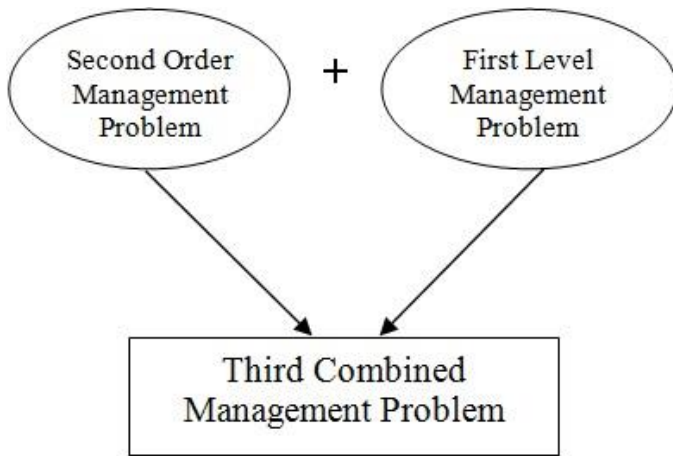 Second Order
Management
Problem
+
First Level
Management
Problem
Third Combined
Management Problem